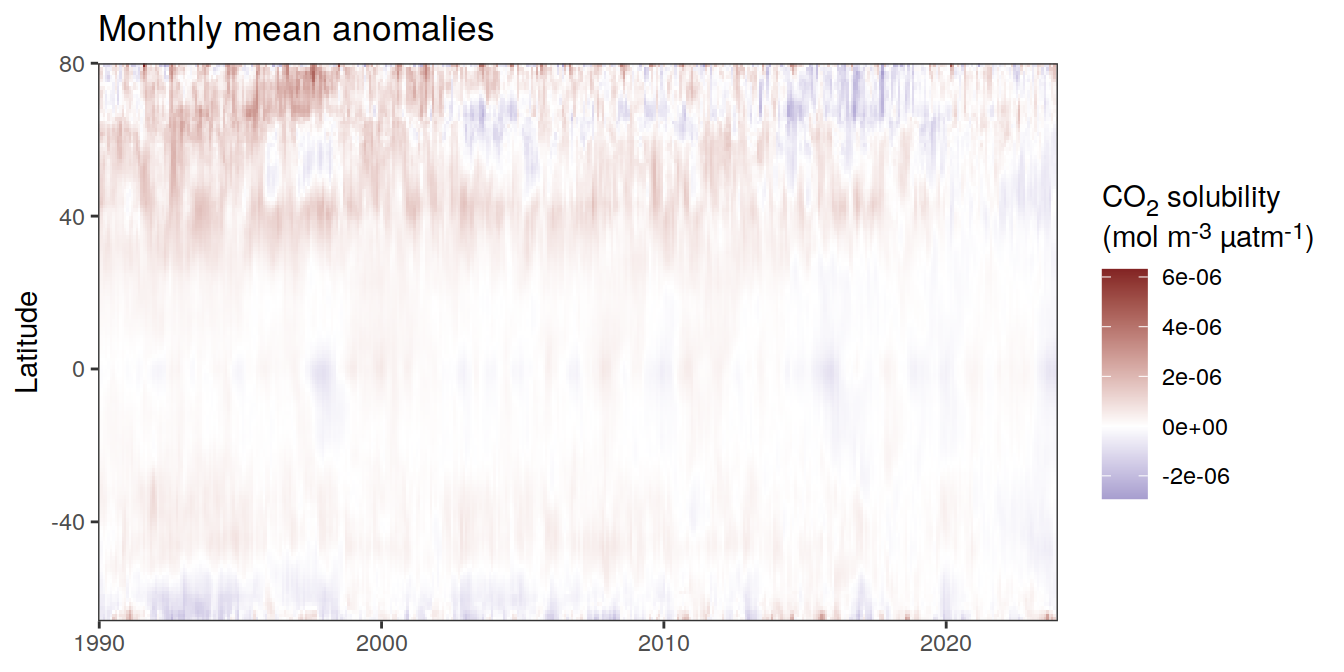 Monthly mean anomalies
80
40
0
-40
Latitude
1990
2000
2010
2020
CO₂ solubility
(mol m⁻³ µatm⁻¹)
6e-06
4e-06
2e-06
0e+00
-2e-06